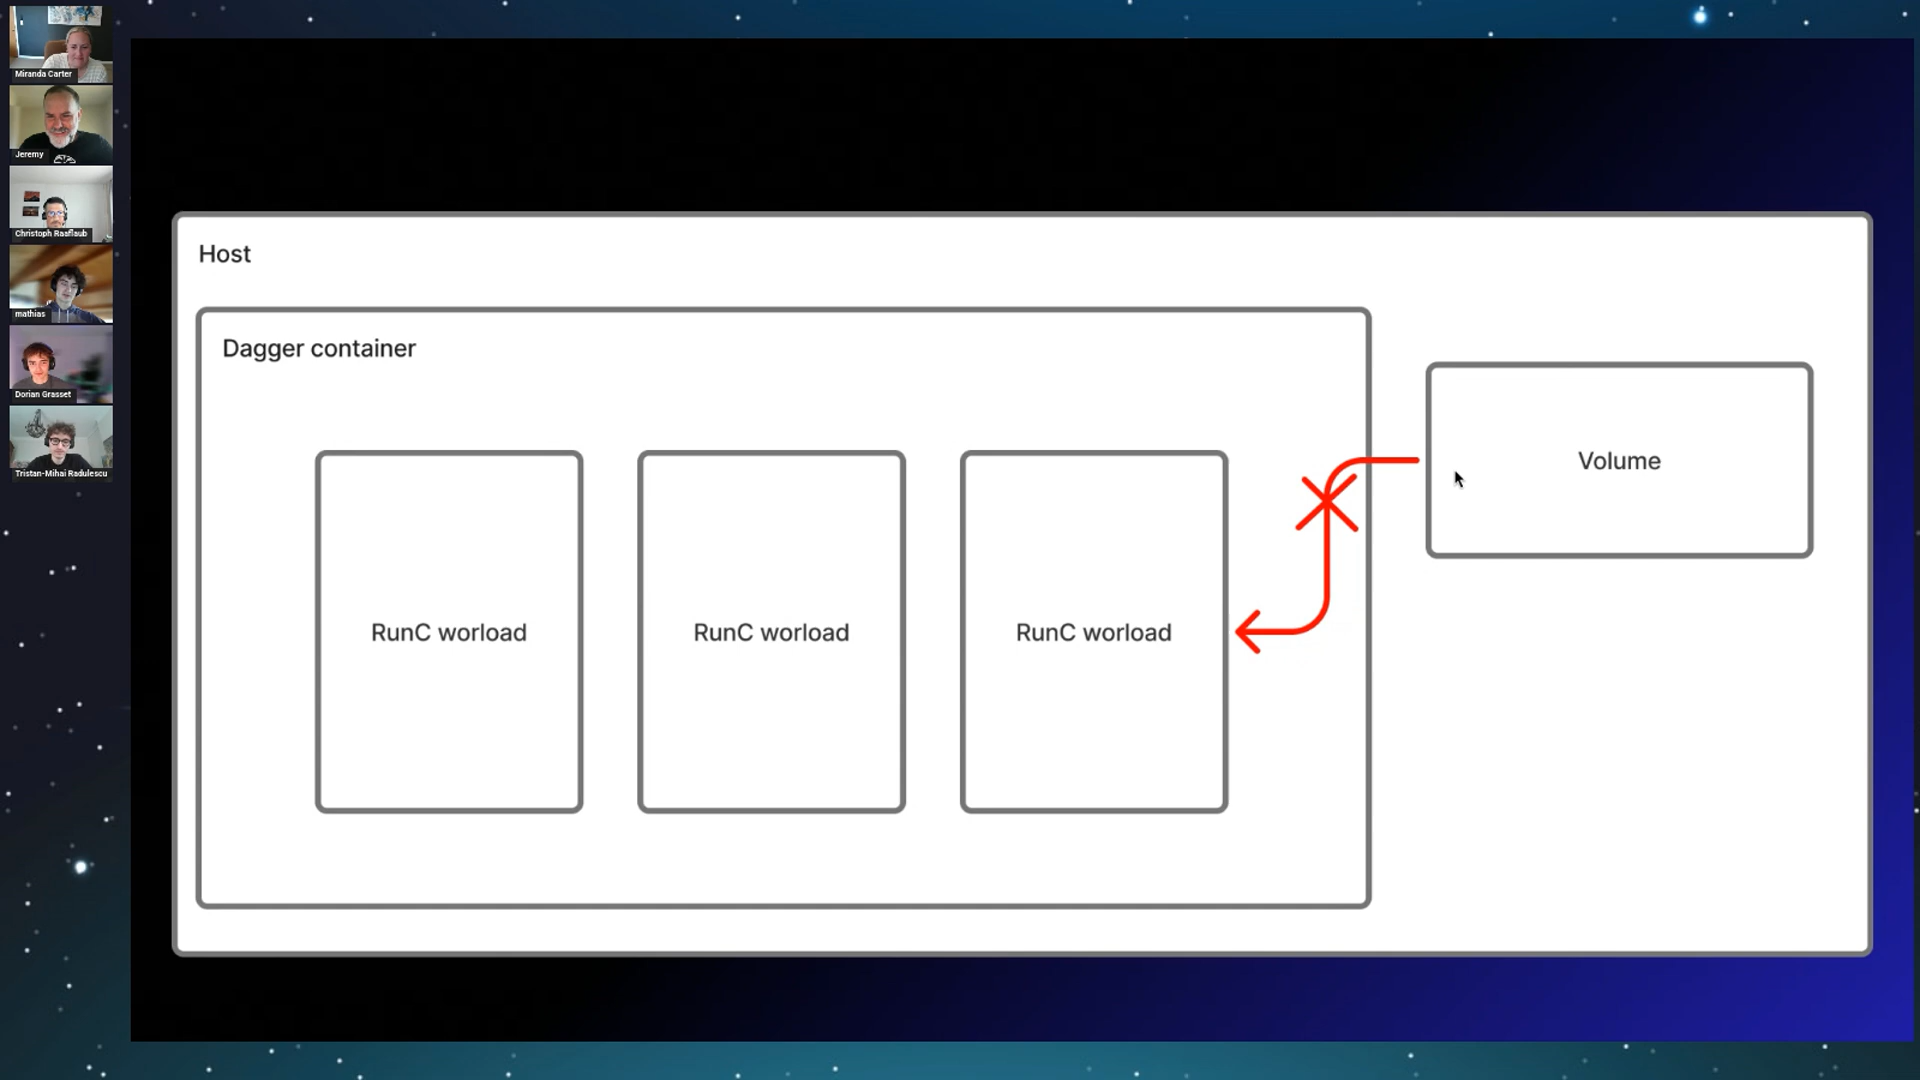 Miranda Carter
Jeremy
Christoph Raaflaub
mathias
Dorian Grasset
Tristan-Mihai Radulescu
Host
Dagger container
RunC worload
RunC worload
RunC worload
Volume